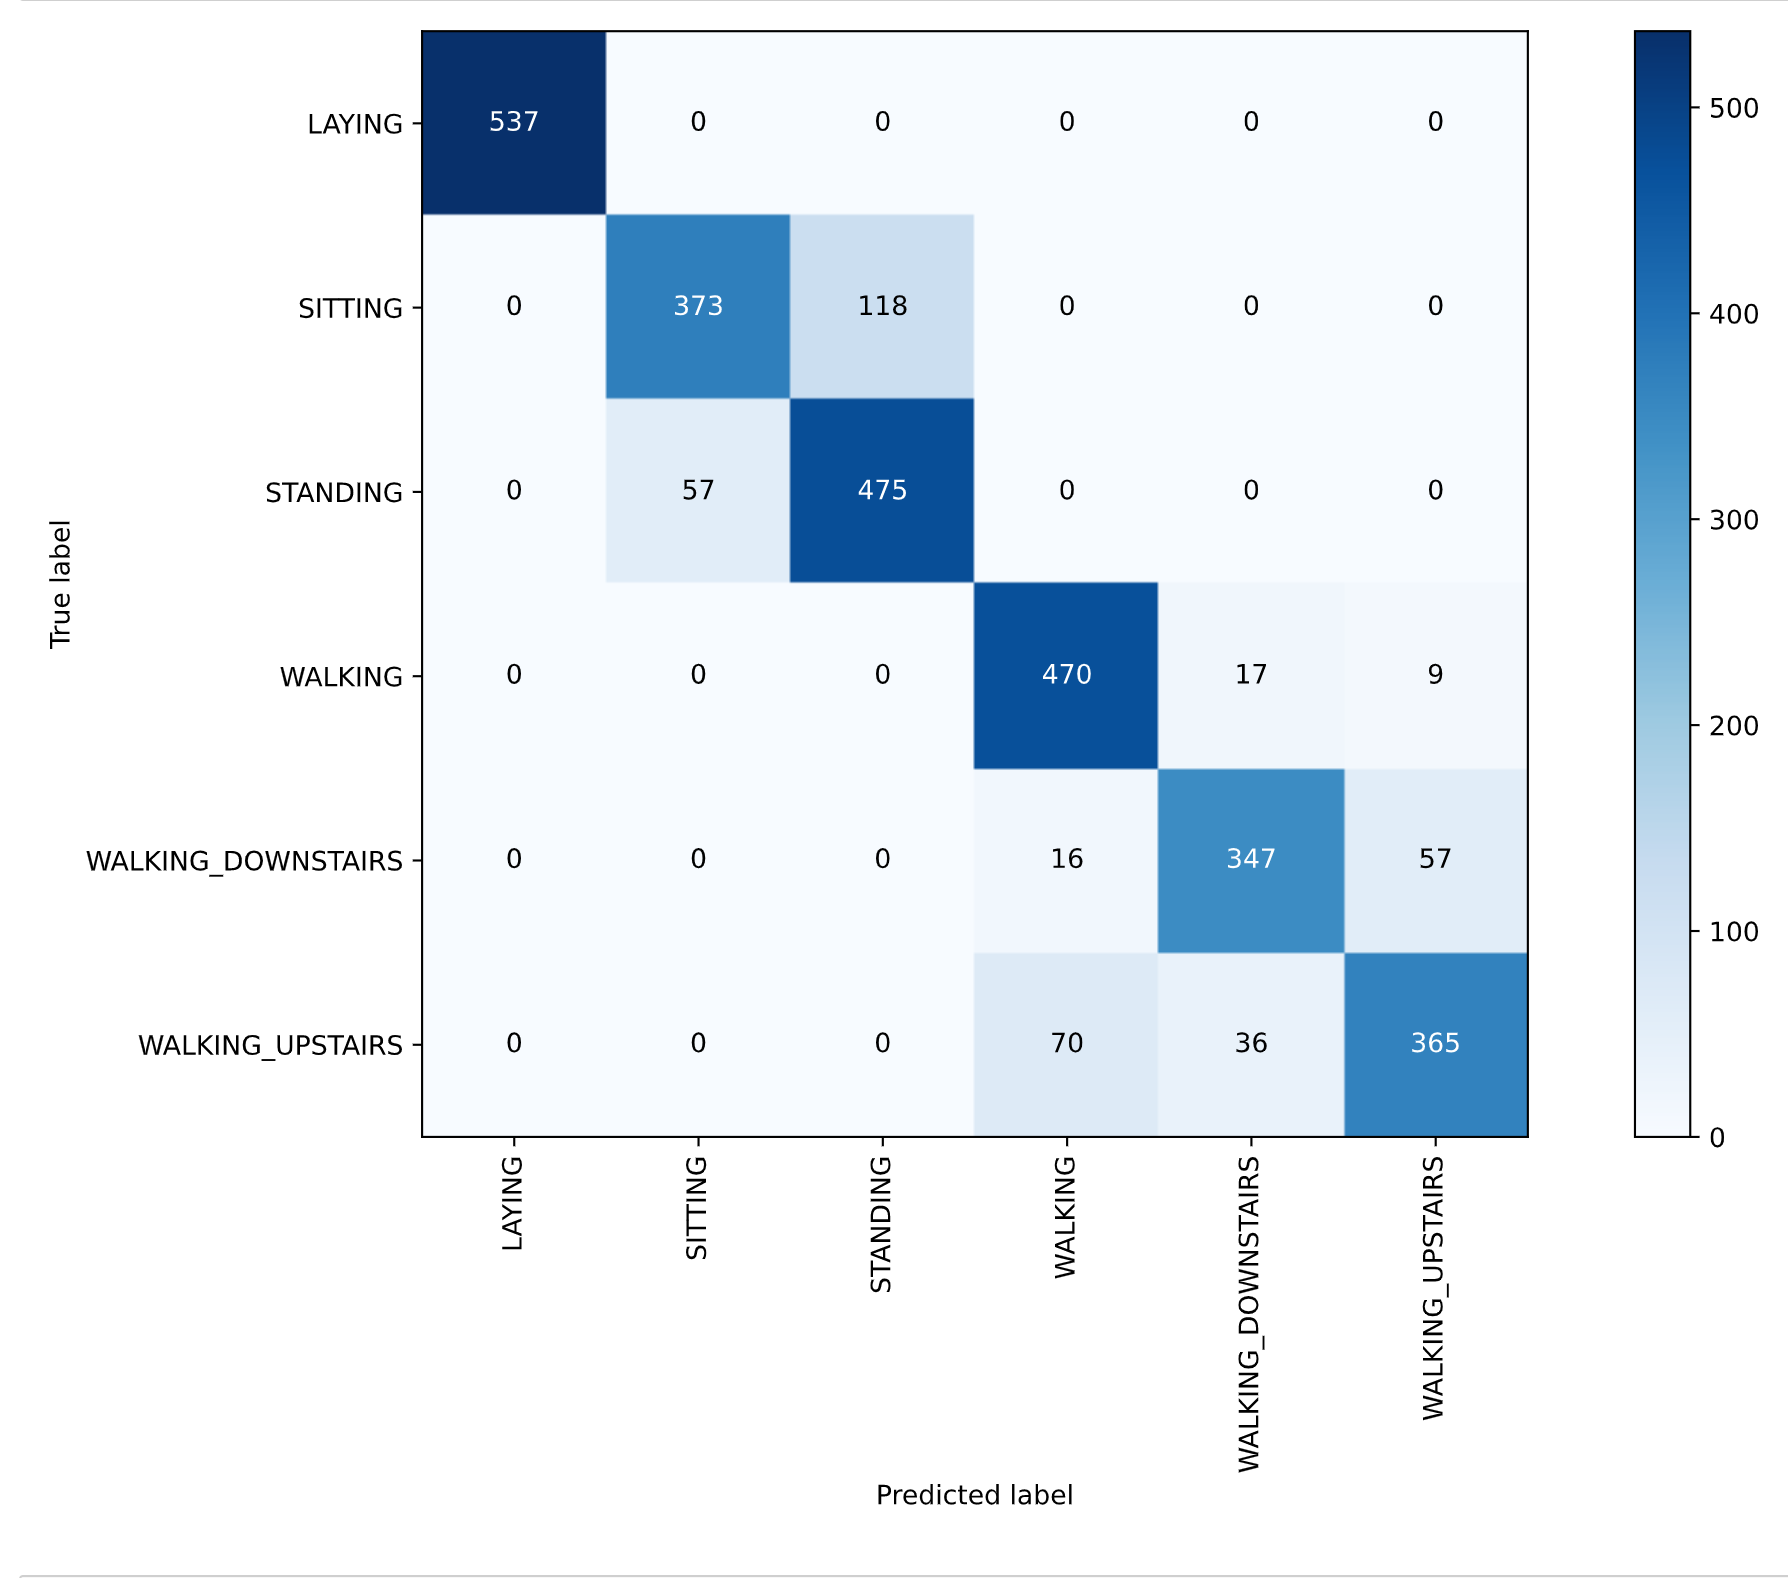 LAYING 537 0 0 0 0 0
SITTING 0 373 118 0 0 0
STANDING 0 57 475 0 0 0
WALKING 0 0 0 470 17 9
WALKING_DOWNSTAIRS 0 0 0 16 347 57
WALKING_UPSTAIRS 0 0 0 70 36 365
True label
LAYING
SITTING
STANDING
WALKING
WALKING_DOWNSTAIRS
WALKING_UPSTAIRS
Predicted label
500
400
300
200
100
0